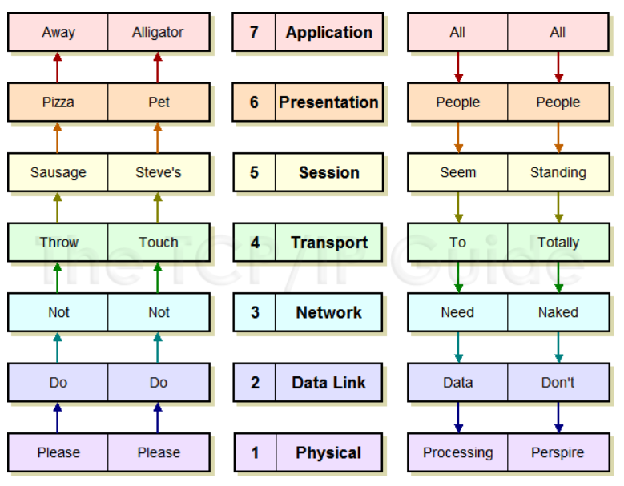 Away Alligator 7 Application All All
Pizza Pet 6 Presentation People People
Sausage Steve's 5 Session Seem Standing
Throw Touch 4 Transport To Totally
The TCP/IP Guide
Not Not 3 Network Need Naked
Do Do 2 Data Link Data Don't
Please Please 1 Physical Processing Perspire